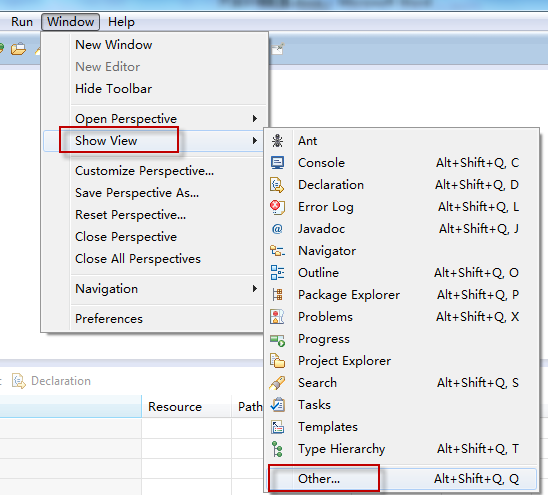 Run Window Help
New Window
New Editor
Hide Toolbar
Open Perspective
Show View
Customize Perspective...
Save Perspective As...
Reset Perspective...
Close Perspective
Close All Perspectives
Navigation
Preferences
Ant
Console Alt+Shift+Q, C
Declaration Alt+Shift+Q, D
Error Log Alt+Shift+Q, L
Javadoc Alt+Shift+Q, J
Navigator
Outline Alt+Shift+Q, O
Package Explorer Alt+Shift+Q, P
Problems Alt+Shift+Q, X
Progress
Project Explorer
Search Alt+Shift+Q, S
Tasks
Templates
Type Hierarchy Alt+Shift+Q, T
Other... Alt+Shift+Q, Q
Declaration
Resource Path